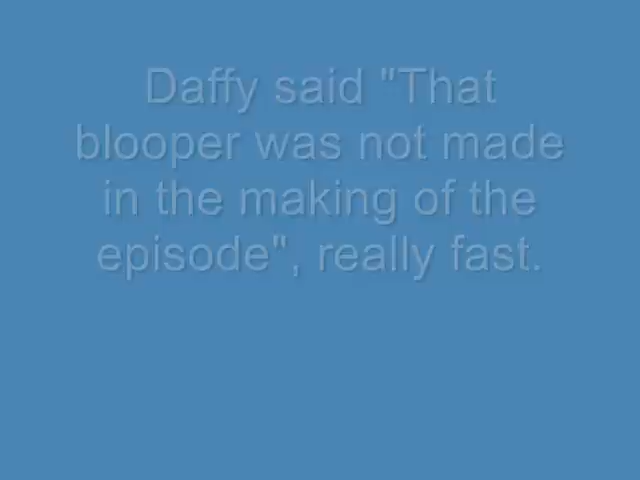 Daffy said "That
blooper was not made
in the making of the
episode", really fast.